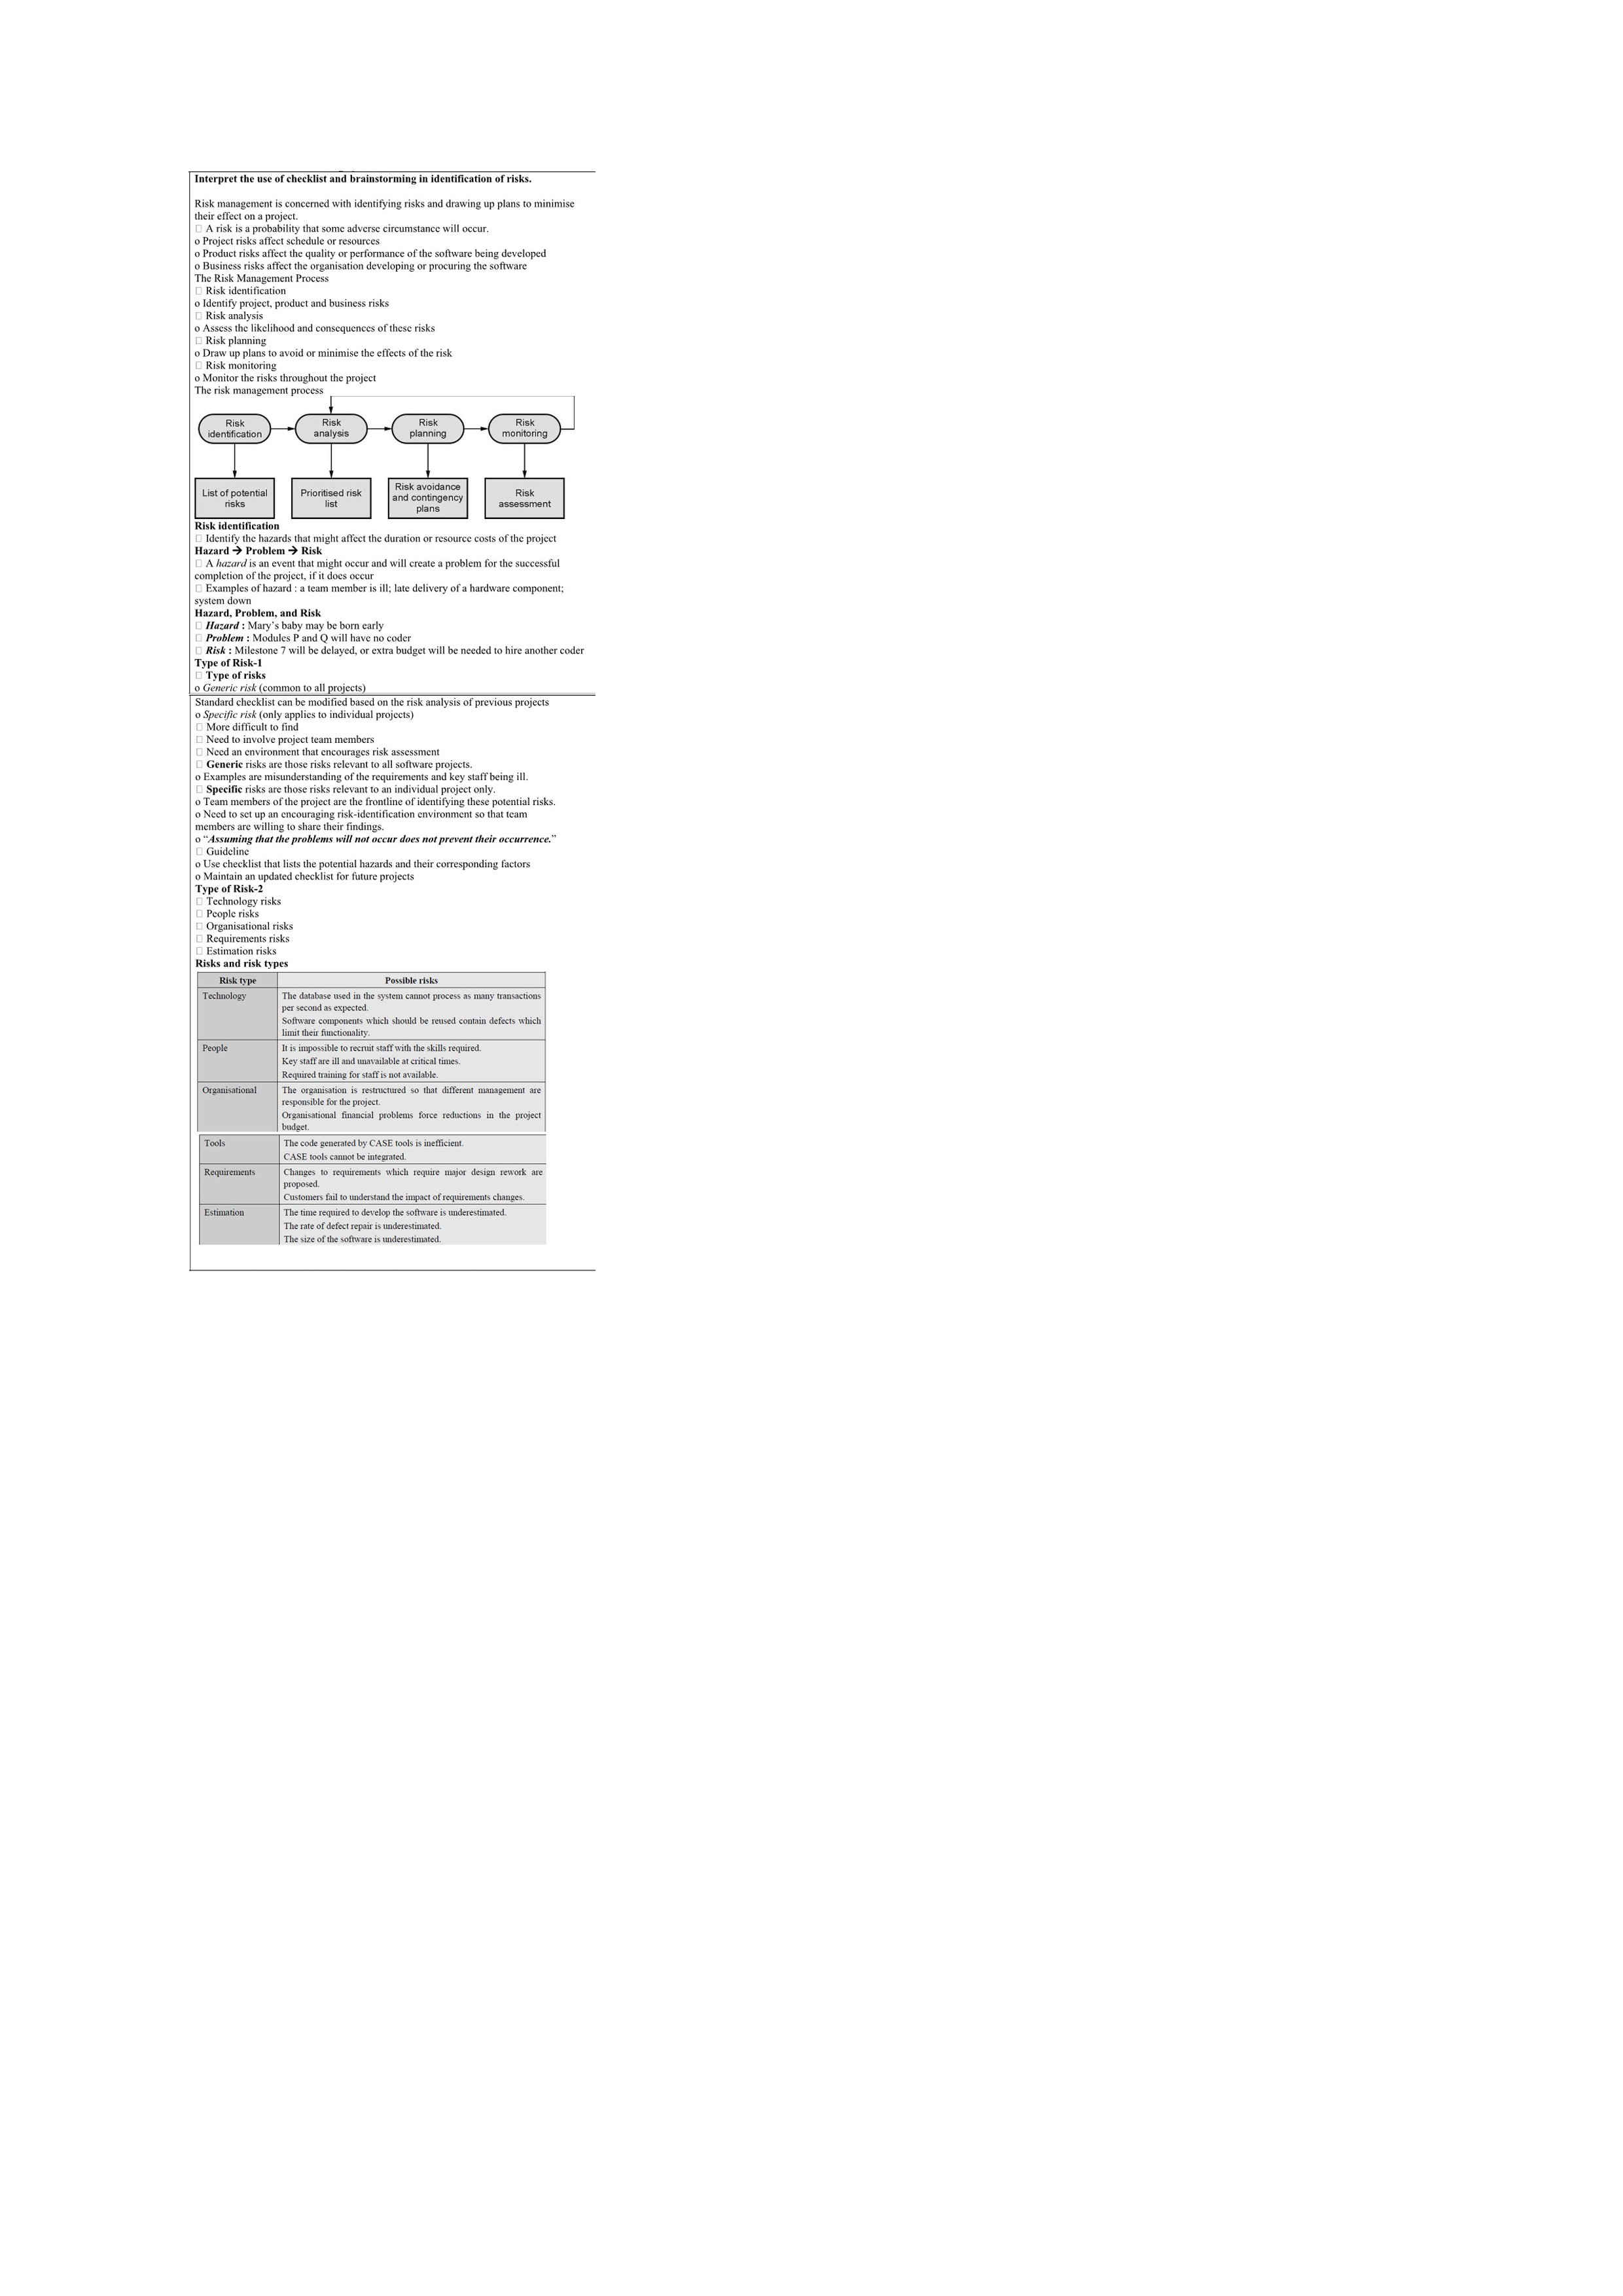 Interpret the use of checklist and brainstorming in identification of risks.
Risk management is concerned with identifying risks and drawing up plans to minimise
their effect on a project.
□ A risk is a probability that some adverse circumstance will occur.
o Project risks affect schedule or resources
o Product risks affect the quality or performance of the software being developed
o Business risks affect the organisation developing or procuring the software
The Risk Management Process
□ Risk identification
o Identify project, product and business risks
□ Risk analysis
o Assess the likelihood and consequences of these risks
□ Risk planning
o Draw up plans to avoid or minimise the effects of the risk
□ Risk monitoring
o Monitor the risks throughout the project
The risk management process
Risk identification
Risk analysis
Risk planning
Risk monitoring
List of potential risks
Prioritised risk list
Risk avoidance and contingency plans
Risk assessment
Risk identification
□ Identify the hazards that might affect the duration or resource costs of the project
Hazard → Problem → Risk
□ A hazard is an event that might occur and will create a problem for the successful
completion of the project, if it does occur
□ Examples of hazard : a team member is ill; late delivery of a hardware component;
system down
Hazard, Problem, and Risk
□ Hazard : Mary's baby may be born early
□ Problem : Modules P and Q will have no coder
□ Risk : Milestone 7 will be delayed, or extra budget will be needed to hire another coder
Type of Risk-1
□ Type of risks
o Generic risk (common to all projects)
Standard checklist can be modified based on the risk analysis of previous projects
o Specific risk (only applies to individual projects)
□ More difficult to find
□ Need to involve project team members
□ Need an environment that encourages risk assessment
□ Generic risks are those risks relevant to all software projects.
o Examples are misunderstanding of the requirements and key staff being ill.
□ Specific risks are those risks relevant to an individual project only.
o Team members of the project are the frontline of identifying these potential risks.
o Need to set up an encouraging risk-identification environment so that team
members are willing to share their findings.
o “Assuming that the problems will not occur does not prevent their occurrence.”
□ Guideline
o Use checklist that lists the potential hazards and their corresponding factors
o Maintain an updated checklist for future projects
Type of Risk-2
□ Technology risks
□ People risks
□ Organisational risks
□ Requirements risks
□ Estimation risks
Risks and risk types
Risk type Possible risks
Technology The database used in the system cannot process as many transactions
per second as expected.
Software components which should be reused contain defects which
limit their functionality.
People It is impossible to recruit staff with the skills required.
Key staff are ill and unavailable at critical times.
Required training for staff is not available.
Organisational The organisation is restructured so that different management are
responsible for the project.
Organisational financial problems force reductions in the project
budget.
Tools The code generated by CASE tools is inefficient.
CASE tools cannot be integrated.
Requirements Changes to requirements which require major design rework are
proposed.
Customers fail to understand the impact of requirements changes.
Estimation The time required to develop the software is underestimated.
The rate of defect repair is underestimated.
The size of the software is underestimated.